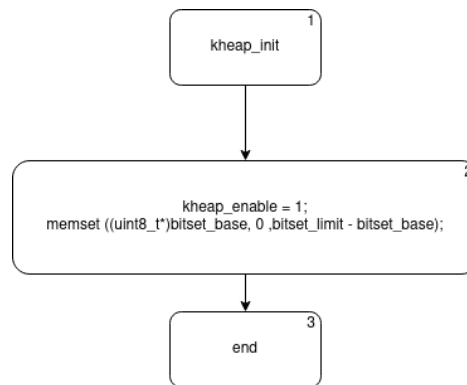 1
kheap_init
2
kheap_enable = 1;
memset ((uint8_t*)bitset_base, 0 ,bitset_limit - bitset_base);
3
end